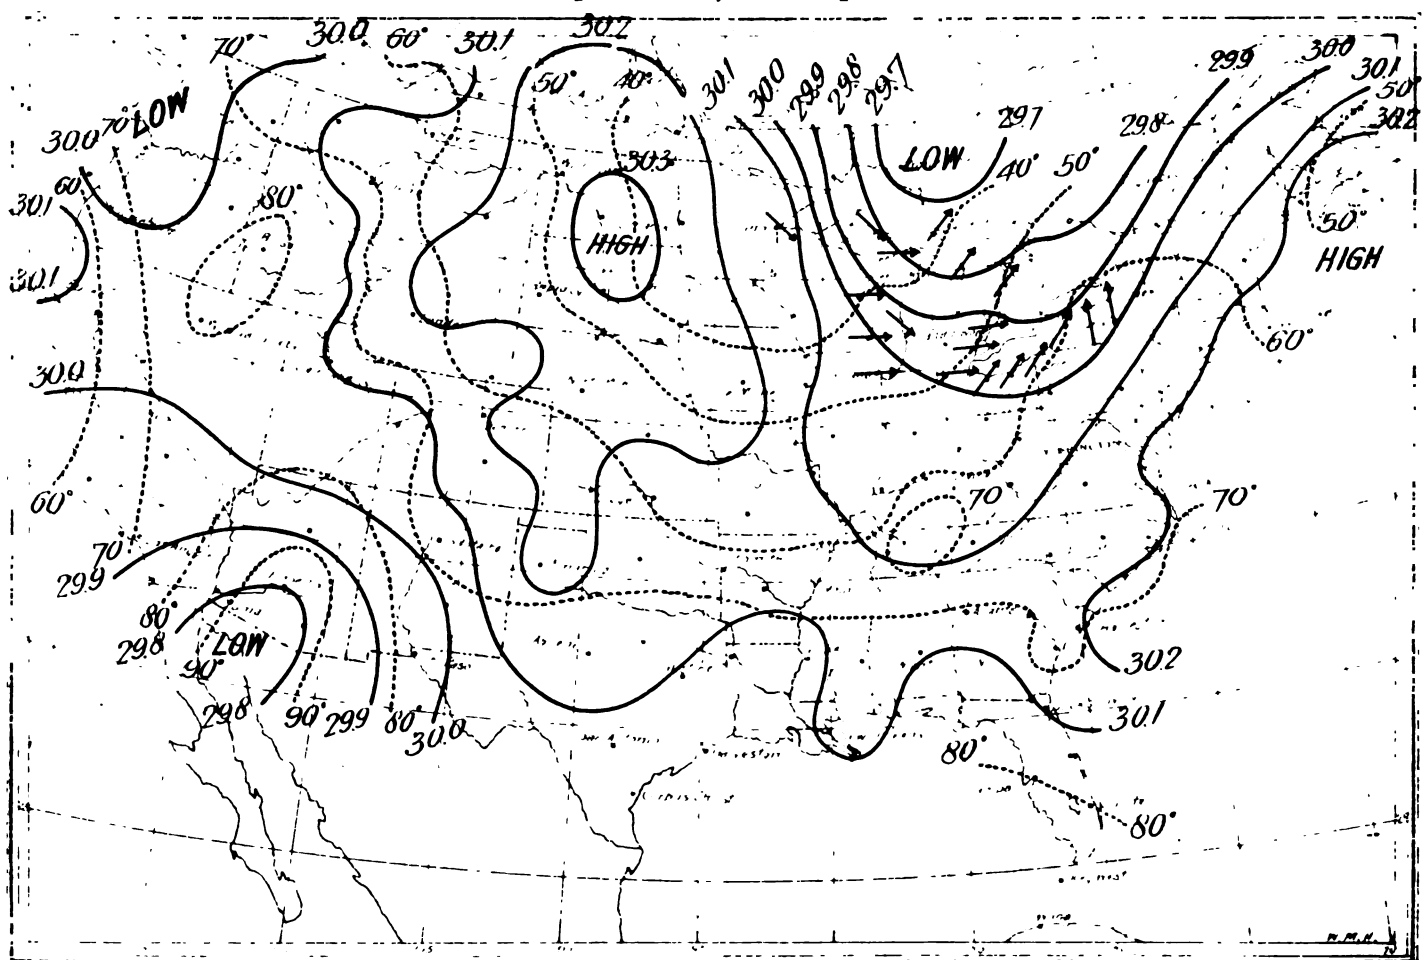 30.0 60° 30.1 30.2
70° 50° 40° 30.1 30.0 29.9 29.8 29.7 29.9 30.0 30.1
30.0 70° LOW 30.3 LOW 29.7 29.8 50° 30.2
60° 40° 50°
30.1 80° HIGH 50°
30.1 HIGH
60°
30.0
60° 70° 70°
70°
29.9
80°
29.8 LOW
90° 30.2
29.8 90° 29.9 80° 30.0 30.1
80°
80°
Key West
W.M.H.